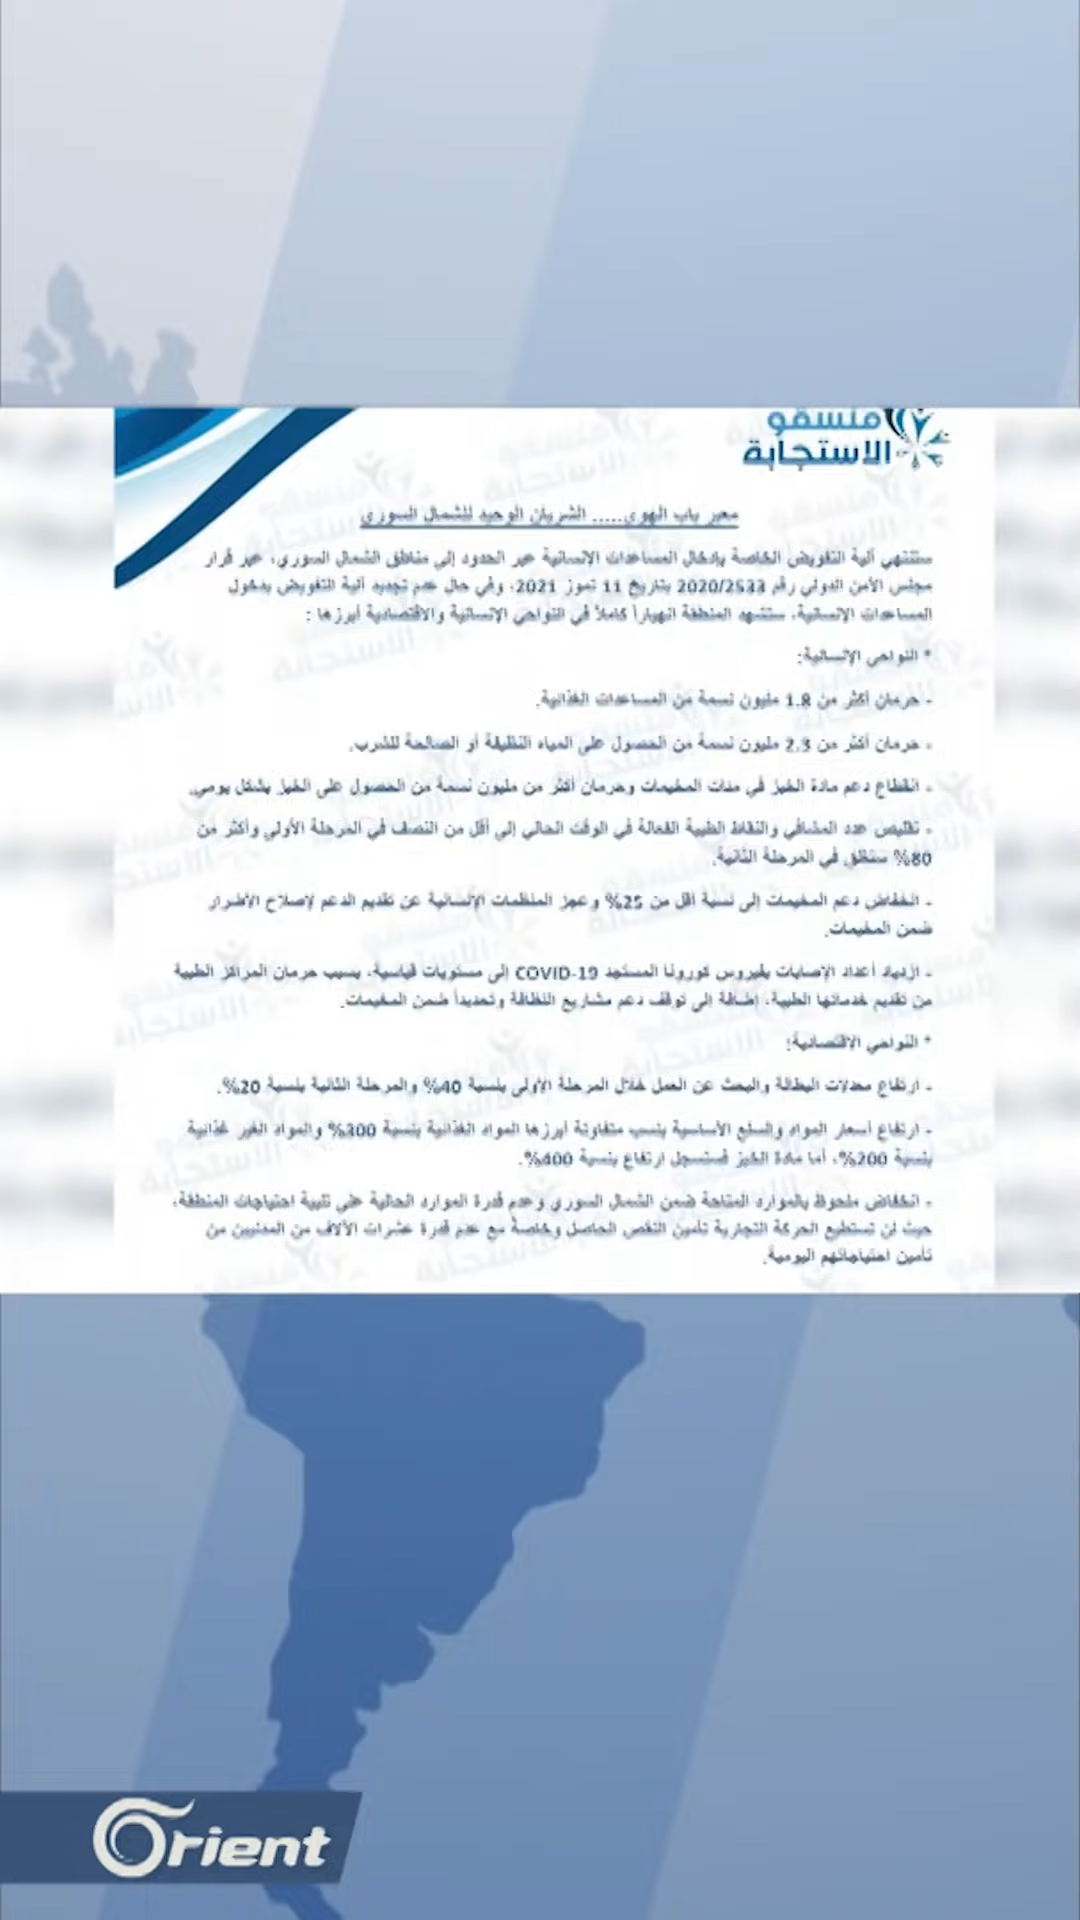 منسقو
الاستجابة
معبر باب الهوى..... الشريان الوحيد للشمال السوري
ستنتهي آلية التفويض الخاصة بإدخال المساعدات الإنسانية عبر الحدود إلى مناطق الشمال السوري، عبر قرار
مجلس الأمن الدولي رقم 2020/2533 بتاريخ 11 تموز 2021، وفي حال عدم تجديد آلية التفويض بدخول
المساعدات الإنسانية، ستشهد المنطقة انهياراً كاملاً في النواحي الإنسانية والاقتصادية أبرزها :
* النواحي الإنسانية:
- حرمان أكثر من 1.8 مليون نسمة من المساعدات الغذائية.
- حرمان أكثر من 2.3 مليون نسمة من الحصول على المياه النظيفة أو الصالحة للشرب.
- انقطاع دعم مادة الخبز في مئات المخيمات وحرمان أكثر من مليون نسمة من الحصول على الخبز بشكل يومي.
- تقليص عدد المشافي والنقاط الطبية الفعالة في الوقت الحالي إلى أقل من النصف في المرحلة الأولى وأكثر من
80% ستغلق في المرحلة الثانية.
- انخفاض دعم المخيمات إلى نسبة أقل من 25% وعجز المنظمات الإنسانية عن تقديم الدعم لإصلاح الأضرار
ضمن المخيمات.
- ازدياد أعداد الإصابات بفيروس كورونا المستجد COVID-19 إلى مستويات قياسية، بسبب حرمان المراكز الطبية
من تقديم خدماتها الطبية، إضافة إلى توقف دعم مشاريع النظافة وتحديداً ضمن المخيمات.
* النواحي الاقتصادية:
- ارتفاع معدلات البطالة والبحث عن العمل خلال المرحلة الأولى بنسبة 40% والمرحلة الثانية بنسبة 20%.
- ارتفاع أسعار المواد والسلع الأساسية بنسب متفاوتة أبرزها المواد الغذائية بنسبة 300% والمواد الغير غذائية
بنسبة 200%، أما مادة الخبز فستسجل ارتفاع بنسبة 400%.
- انخفاض ملحوظ بالموارد المتاحة ضمن الشمال السوري وعدم قدرة الموارد الحالية على تلبية احتياجات المنطقة،
حيث لن تستطيع الحركة التجارية تأمين النقص الحاصل وخاصة مع عدم قدرة عشرات الآلاف من المدنيين من
تأمين احتياجاتهم اليومية.
Orient